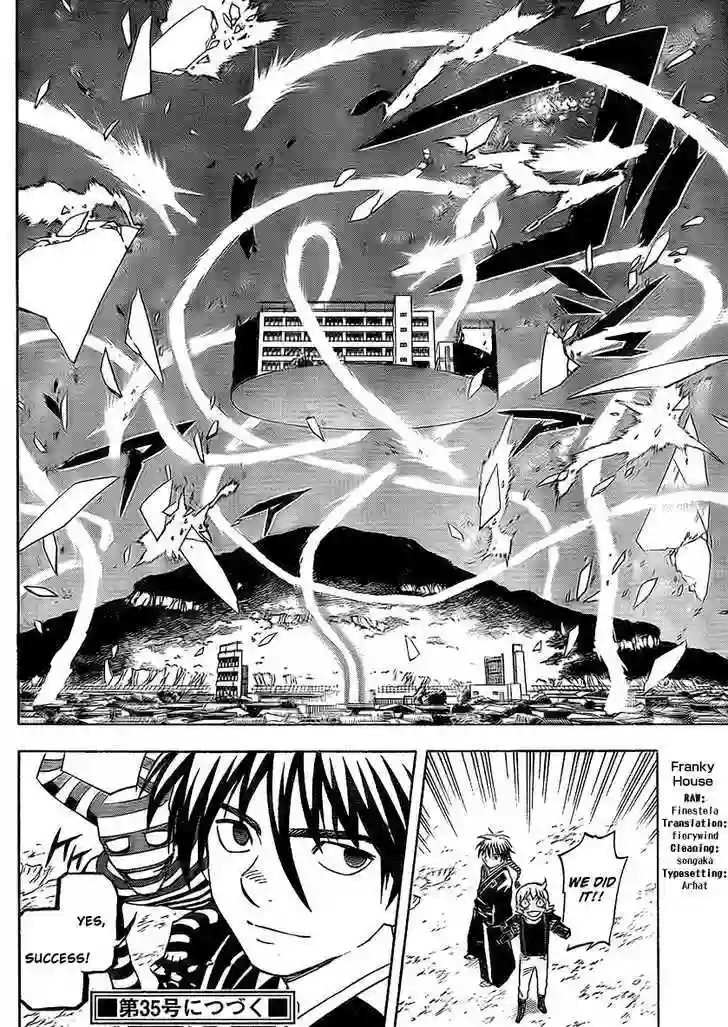 WE DID
IT!!
YES,
SUCCESS!
■第35号につづく■
Franky
House
RAW:
Finesteia
Translation:
fierywind
Cleaning:
songaka
Typesetting:
Arhat